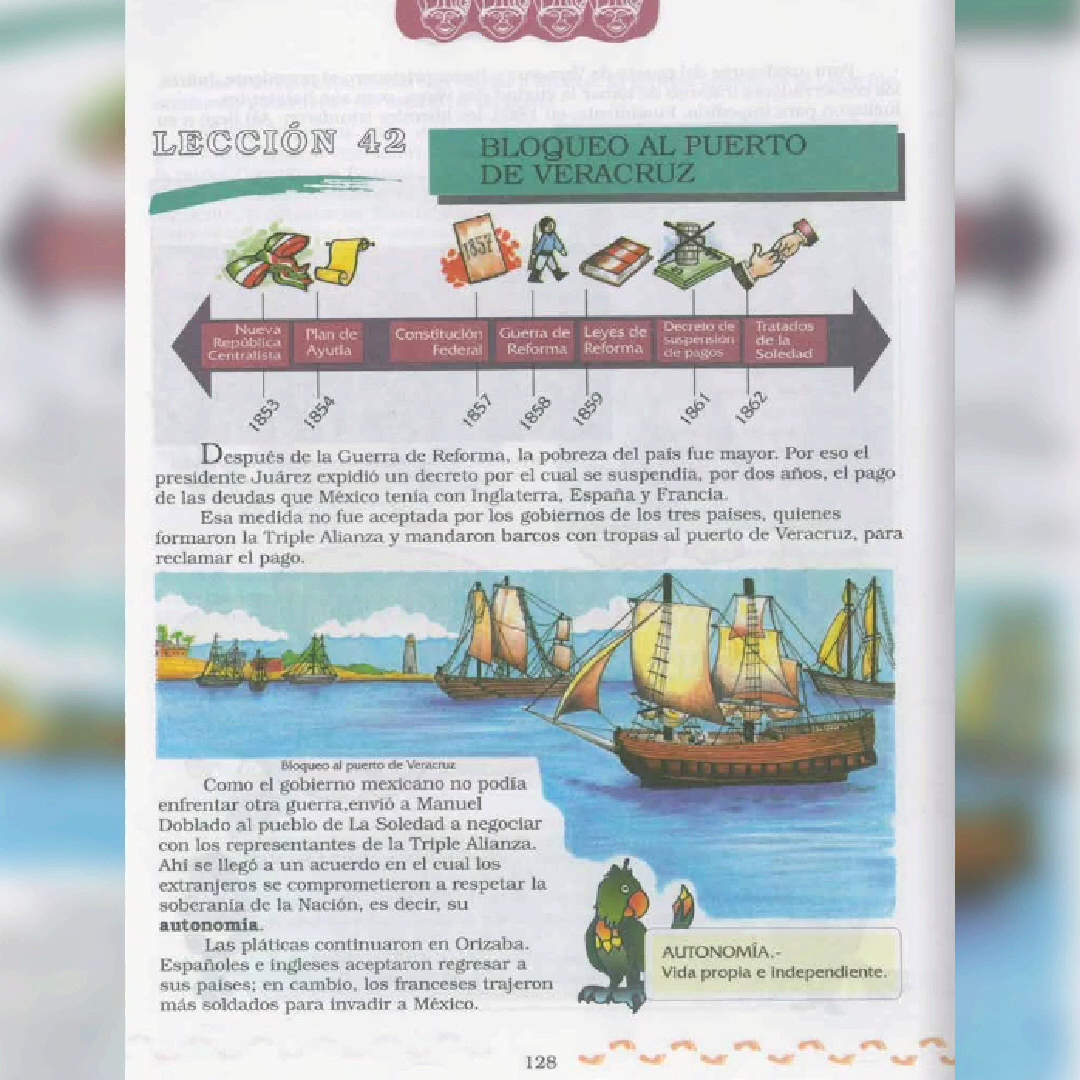 LECCIÓN 42
BLOQUEO AL PUERTO
DE VERACRUZ
1857
Nueva
República
Centralista
Plan de
Ayutla
Constitución
Federal
Guerra de
Reforma
Leyes de
Reforma
Decreto de
suspensión
de pagos
Tratados
de la
Soledad
1853
1854
1857
1858
1859
1861
1862
Después de la Guerra de Reforma, la pobreza del país fue mayor. Por eso el
presidente Juárez expidió un decreto por el cual se suspendía, por dos años, el pago
de las deudas que México tenía con Inglaterra, España y Francia.
Esa medida no fue aceptada por los gobiernos de los tres países, quienes
formaron la Triple Alianza y mandaron barcos con tropas al puerto de Veracruz, para
reclamar el pago.
Bloqueo al puerto de Veracruz
Como el gobierno mexicano no podía
enfrentar otra guerra,envió a Manuel
Doblado al pueblo de La Soledad a negociar
con los representantes de la Triple Alianza.
Ahí se llegó a un acuerdo en el cual los
extranjeros se comprometieron a respetar la
soberanía de la Nación, es decir, su
autonomía.
Las pláticas continuaron en Orizaba.
Españoles e ingleses aceptaron regresar a
sus países; en cambio, los franceses trajeron
más soldados para invadir a México.
AUTONOMÍA.-
Vida propia e independiente.
128